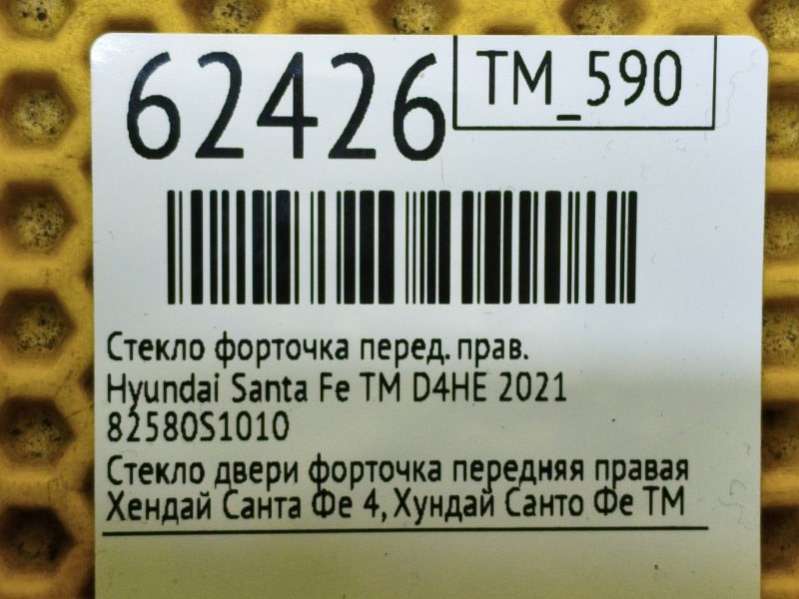 62426
TM_590
Стекло форточка перед. прав.
Hyundai Santa Fe TM D4HE 2021
82580S1010
Стекло двери форточка передняя правая
Хендай Санта Фе 4, Хундай Санто Фе ТМ